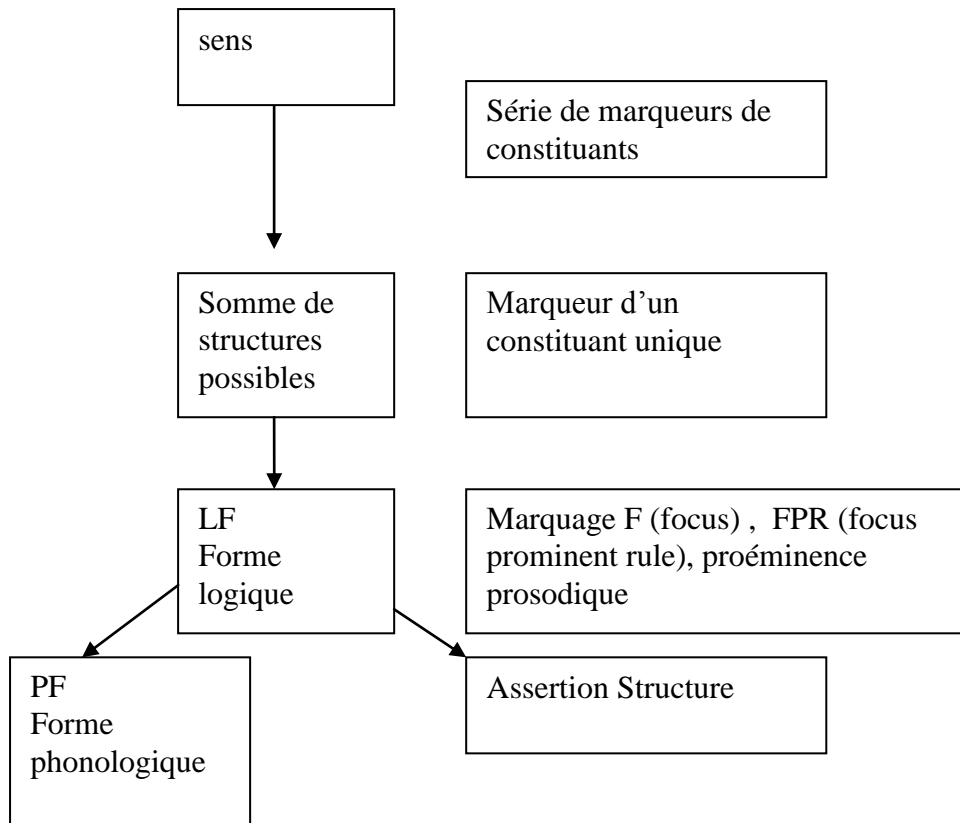 sens
Série de marqueurs de
constituants
Somme de
structures
possibles
Marqueur d’un
constituant unique
LF
Forme
logique
Marquage F (focus) , FPR (focus
prominent rule), proéminence
prosodique
PF
Forme
phonologique
Assertion Structure